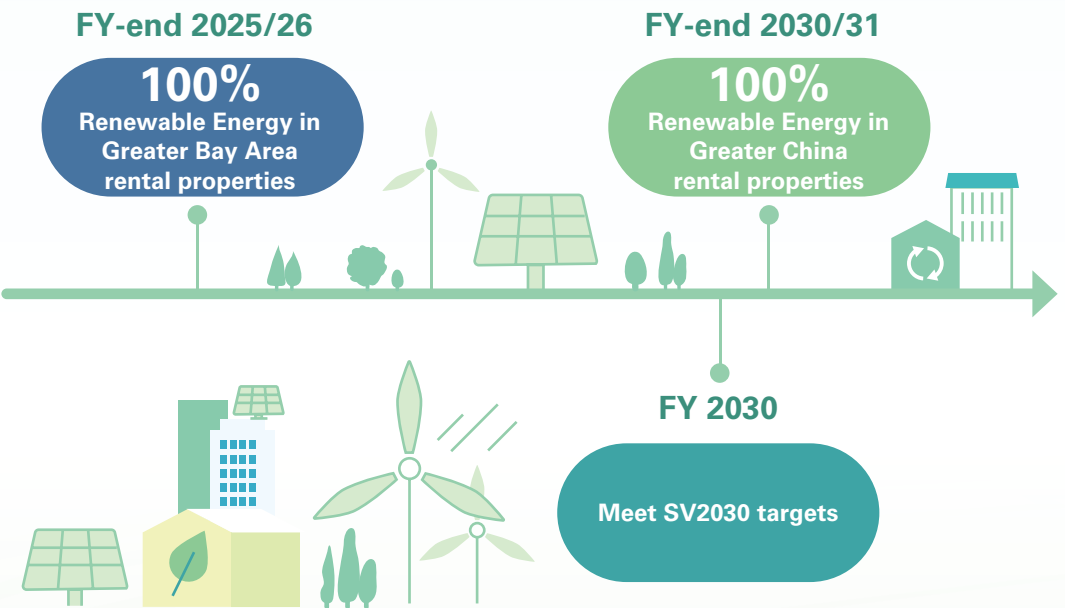 FY-end 2025/26
100%
Renewable Energy in
Greater Bay Area
rental properties
FY-end 2030/31
100%
Renewable Energy in
Greater China
rental properties
FY 2030
Meet SV2030 targets